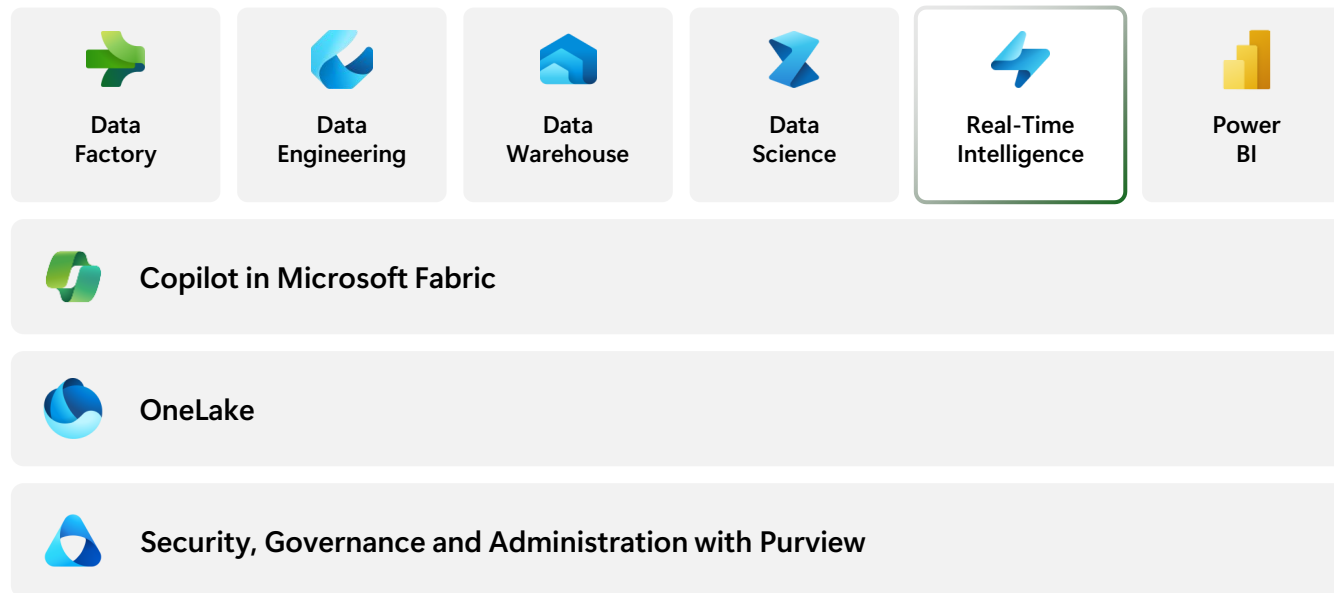 Data
Factory
Data
Engineering
Data
Warehouse
Data
Science
Real-Time
Intelligence
Power
BI
Copilot in Microsoft Fabric
OneLake
Security, Governance and Administration with Purview